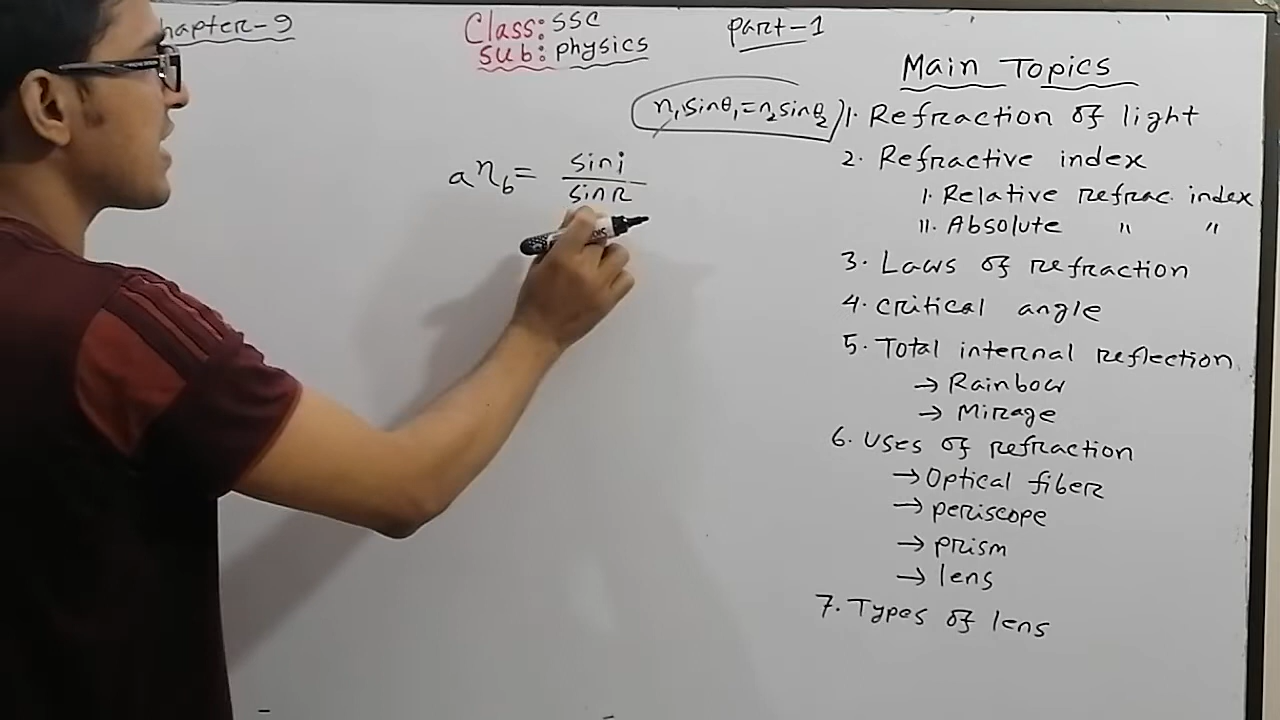 hapter-9
Class: SSC
Sub: physics
part-1
n₁sinθ₁=n₂sinθ₂
aηb= sini
sinr
Main Topics
1. Refraction of light
2. Refractive index
i. Relative refrac. index
ii. Absolute " "
3. Laws of refraction
4. critical angle
5. Total internal reflection
→ Rainbow
→ Mirage
6. Uses of refraction
→ Optical fiber
→ periscope
→ prism
→ lens
7. Types of lens